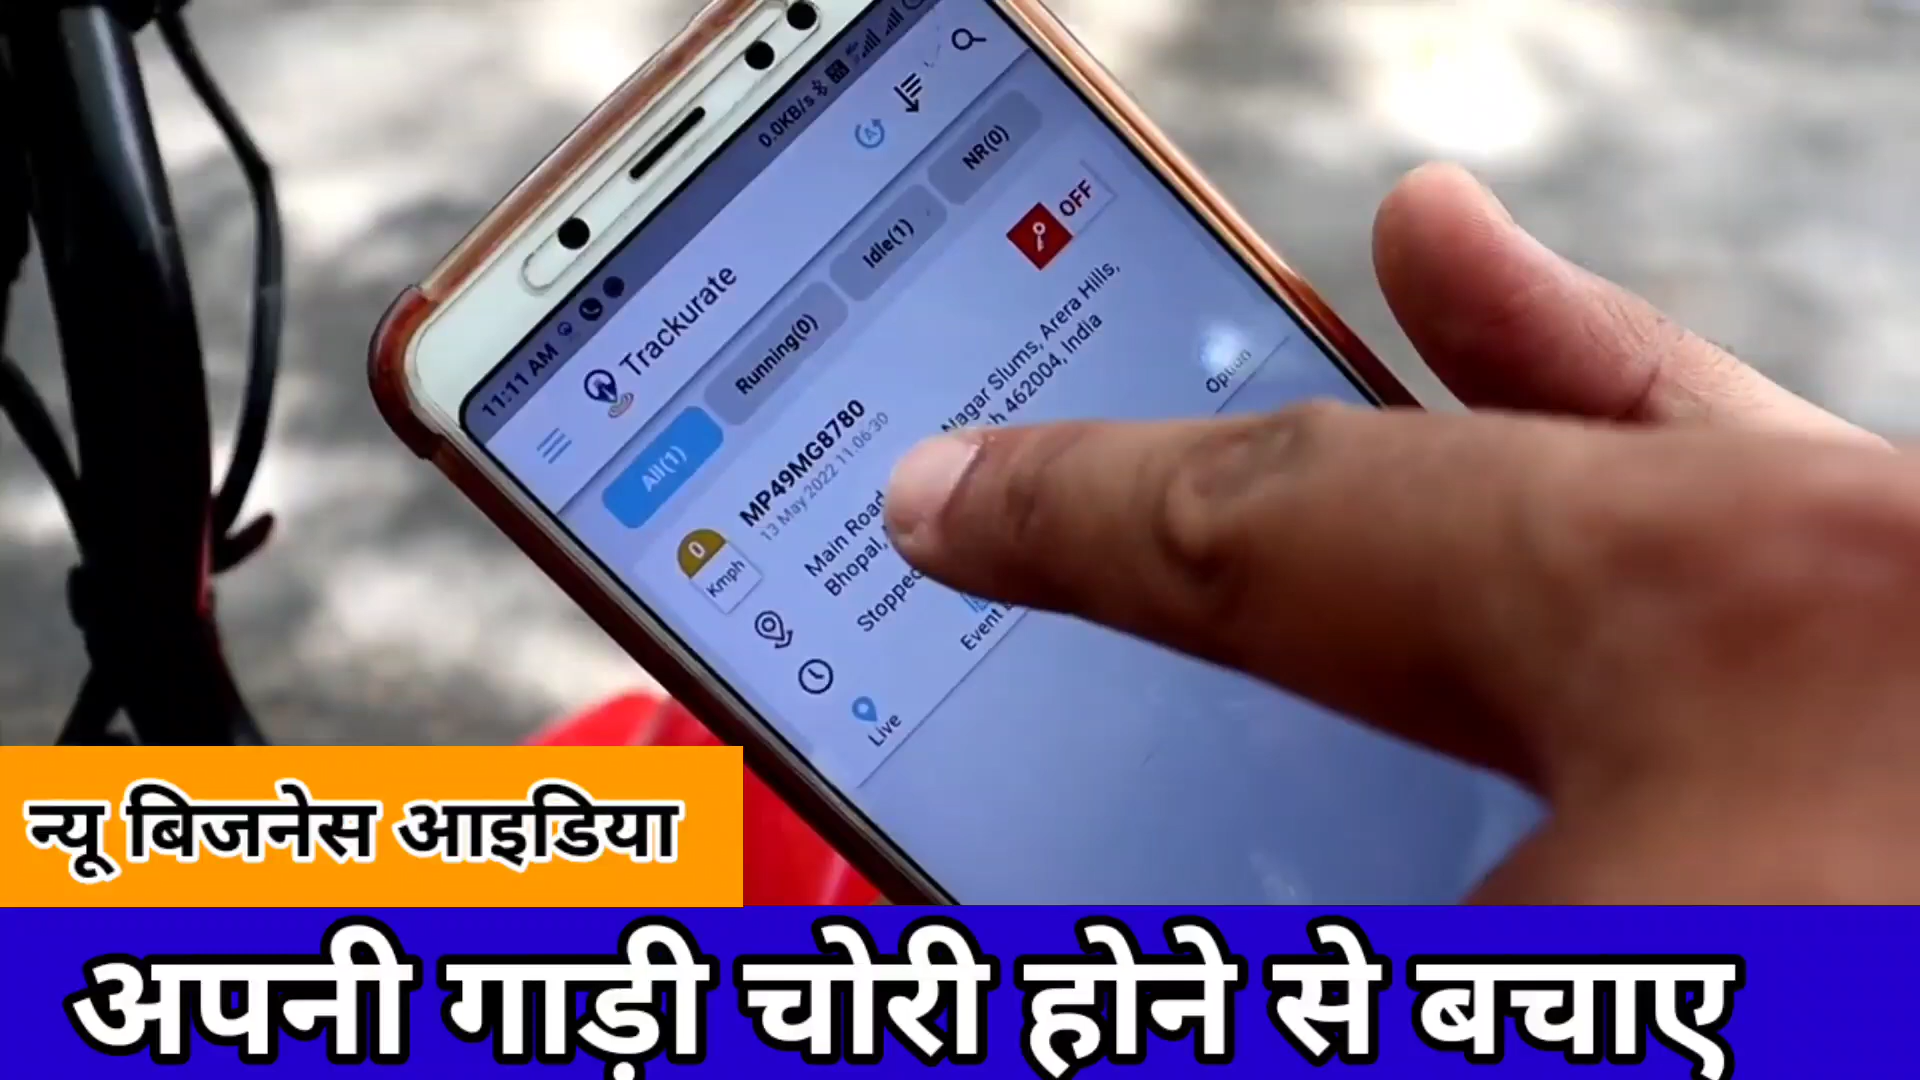 11:11 AM
0.0KB/s
Trackurate
All(1)
Running(0)
Idle(1)
NR(0)
MP49MG8780
13 May 2022 11:06:30
OFF
0
Kmph
Main Road Nagar Slums, Arera Hills,
Bhopal, 462004, India
Stopped
Live
Event
Option
न्यू बिजनेस आइडिया
अपनी गाड़ी चोरी होने से बचाए